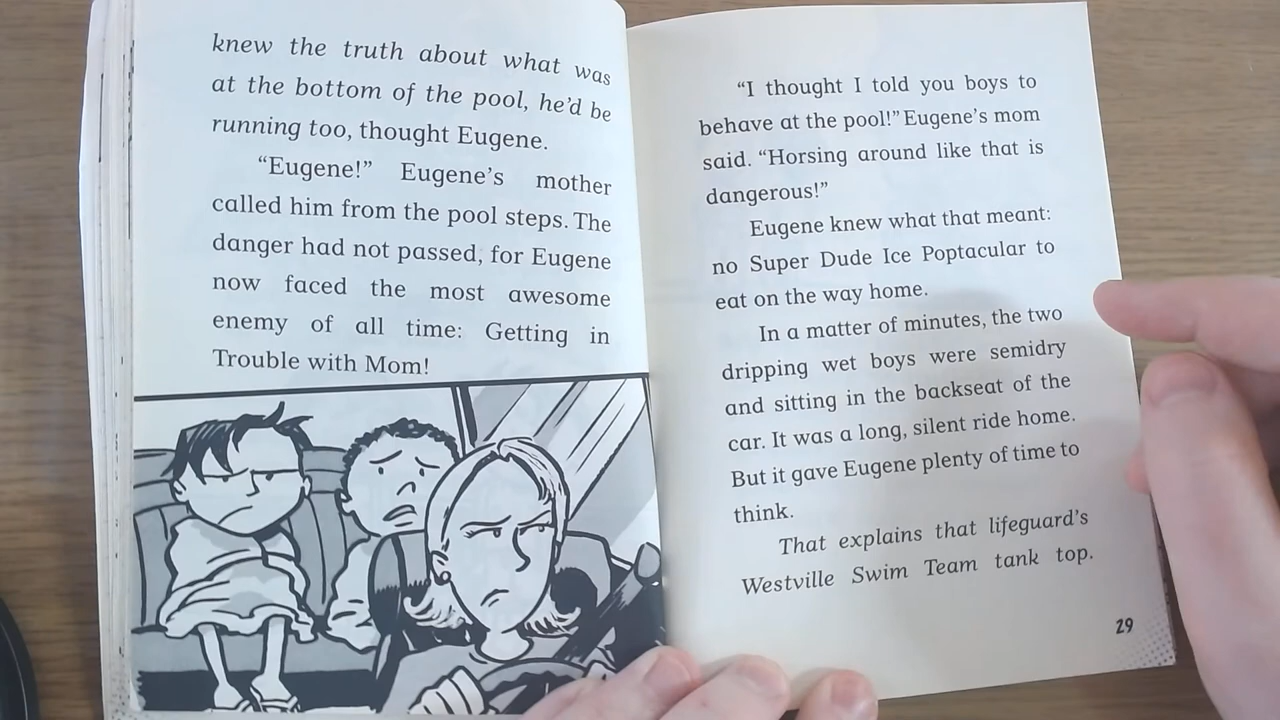 knew the truth about what was
at the bottom of the pool, he'd be
running too, thought Eugene.
“Eugene!” Eugene's mother
called him from the pool steps. The
danger had not passed, for Eugene
now faced the most awesome
enemy of all time: Getting in
Trouble with Mom!
“I thought I told you boys to
behave at the pool!” Eugene's mom
said. “Horsing around like that is
dangerous!”
Eugene knew what that meant:
no Super Dude Ice Poptacular to
eat on the way home.
In a matter of minutes, the two
dripping wet boys were semidry
and sitting in the backseat of the
car. It was a long, silent ride home.
But it gave Eugene plenty of time to
think.
That explains that lifeguard's
Westville Swim Team tank top.
29